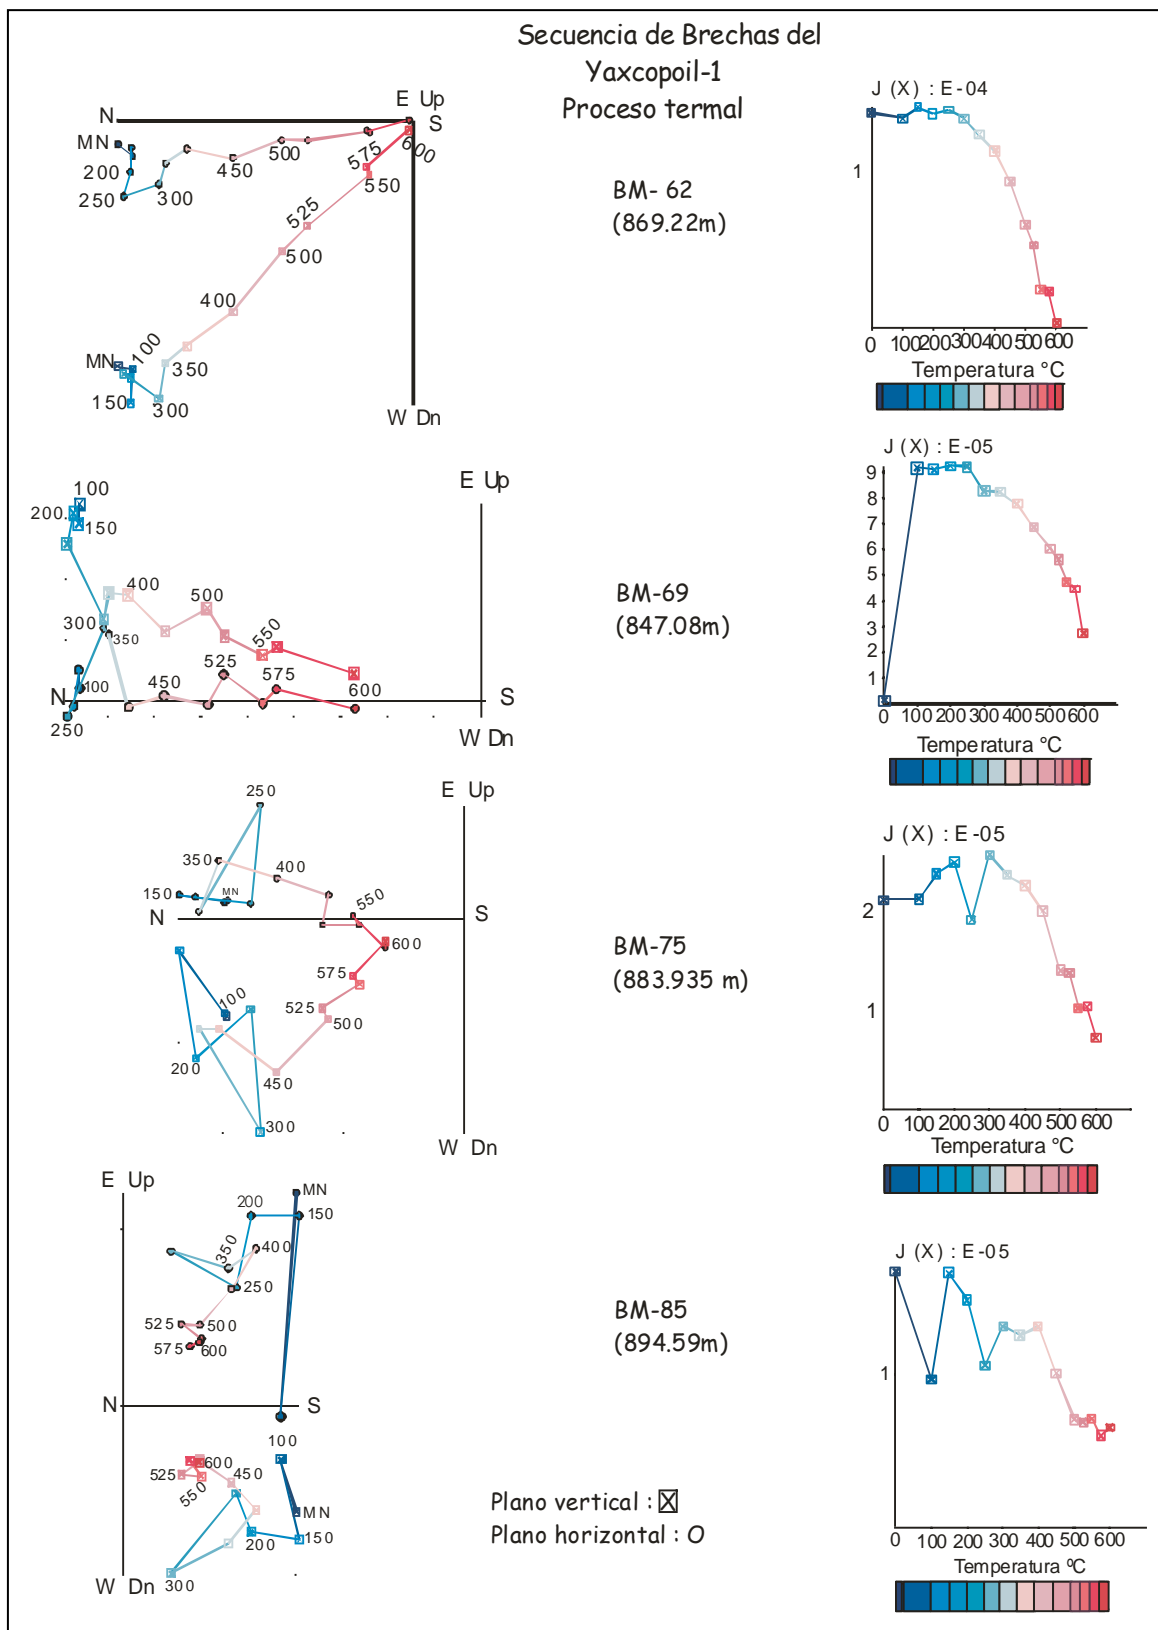 Secuencia de Brechas del
Yaxcopoil-1
Proceso termal
E Up
N
S
MN
200
250
300
450
500
575
600
550
525
500
400
MN
100
350
150
300
W Dn
BM- 62
(869.22m)
J (X) : E-04
1
0 100 200 300 400 500 600
Temperatura °C
E Up
100
200
150
400
500
300
350
550
525
575
N
100
450
600
S
250
W Dn
BM-69
(847.08m)
J (X) : E-05
9
8
7
6
5
4
3
2
1
0 100 200 300 400 500 600
Temperatura °C
E Up
250
350
400
150
MN
550
N
S
600
575
100
525
500
200
450
300
W Dn
BM-75
(883.935 m)
J (X) : E-05
2
1
0 100 200 300 400 500 600
Temperatura °C
E Up
MN
200
150
350
400
250
525
500
575
600
N
S
100
600
525
450
550
MN
200
150
300
W Dn
BM-85
(894.59m)
J (X) : E-05
1
0 100 200 300 400 500 600
Temperatura ºC
Plano vertical :
Plano horizontal : O